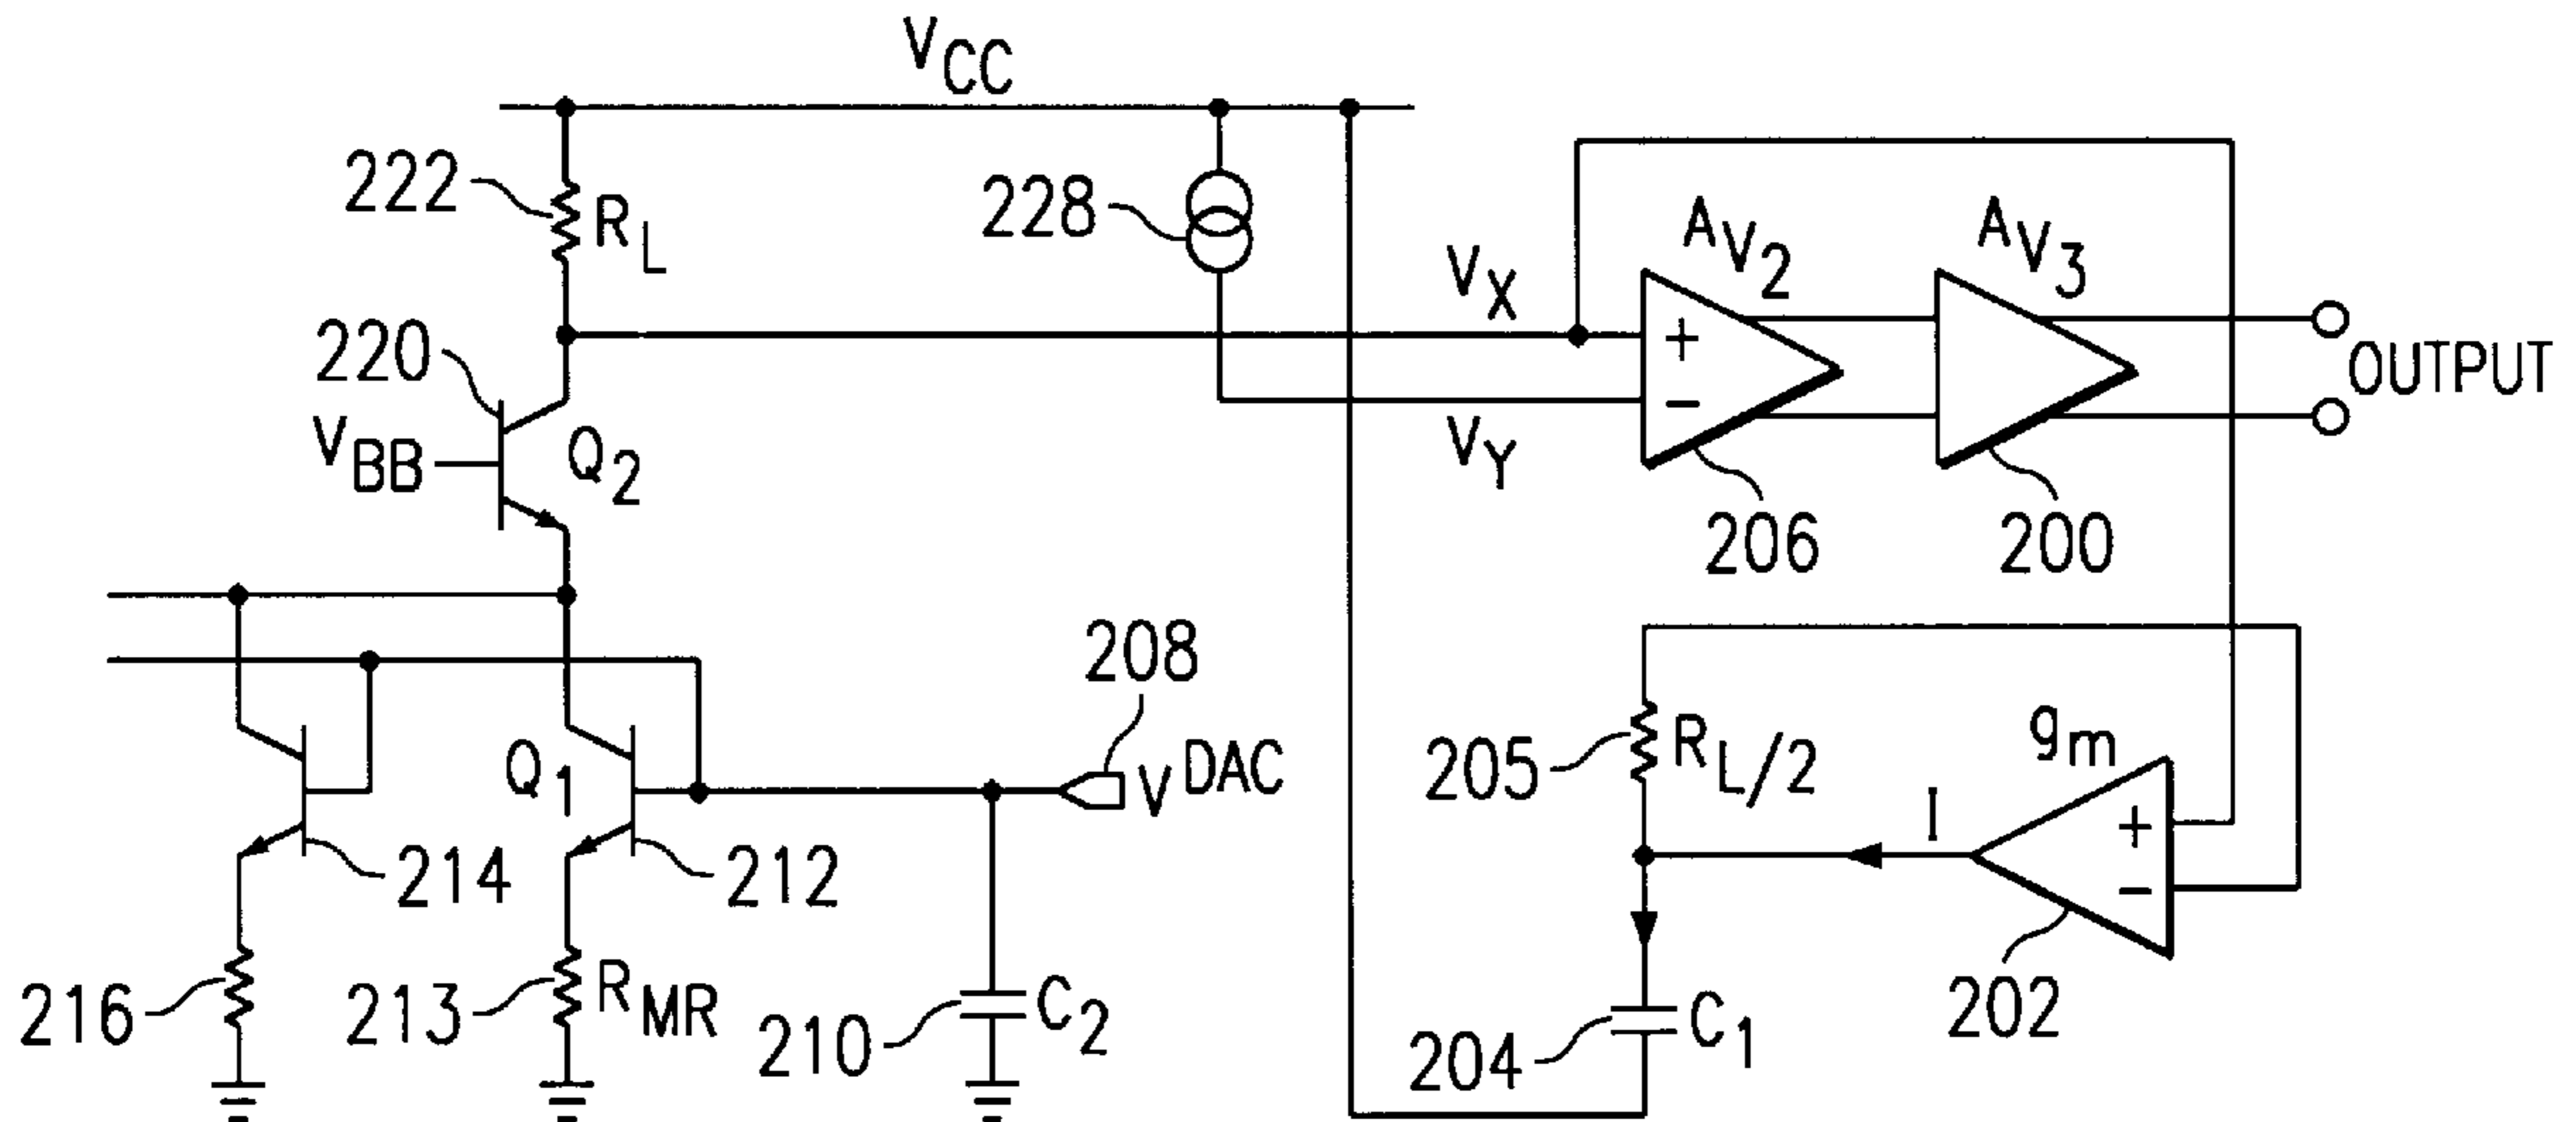 VCC
222
RL
228
VX
AV2
AV3
220
VBB
Q2
VY
OUTPUT
206
200
208
VDAC
Q1
205
RL/2
gm
I
+
−
+
−
214
212
216
213
RMR
210
C2
204
C1
202